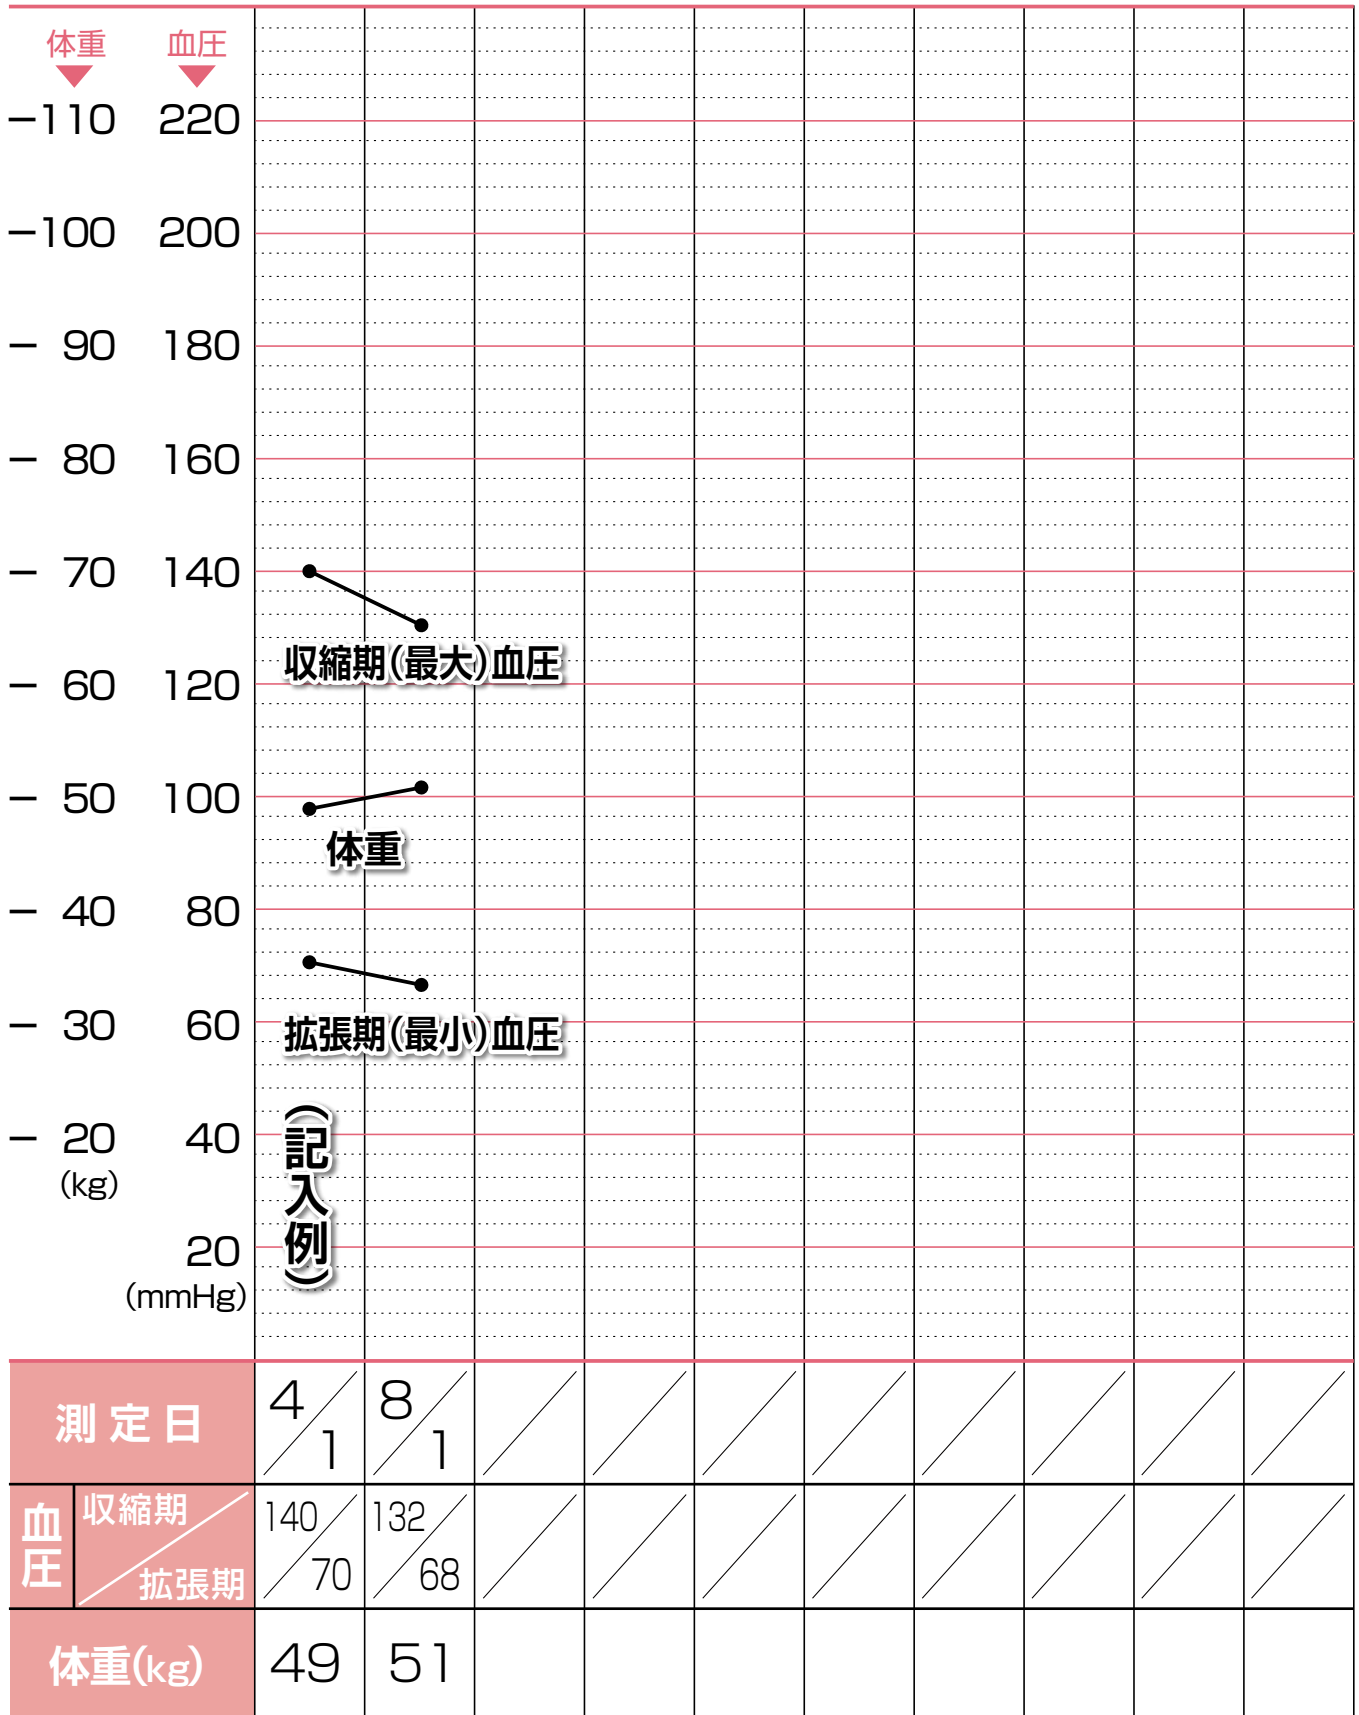 体重 血圧
110 220
100 200
90 180
80 160
70 140
収縮期(最大)血圧
60 120
50 100
体重
40 80
拡張期(最小)血圧
30 60
20 40
(kg)
20
(mmHg)
(記入例)
測定日 4/1 8/1
血圧 収縮期/拡張期 140/70 132/68
体重(kg) 49 51